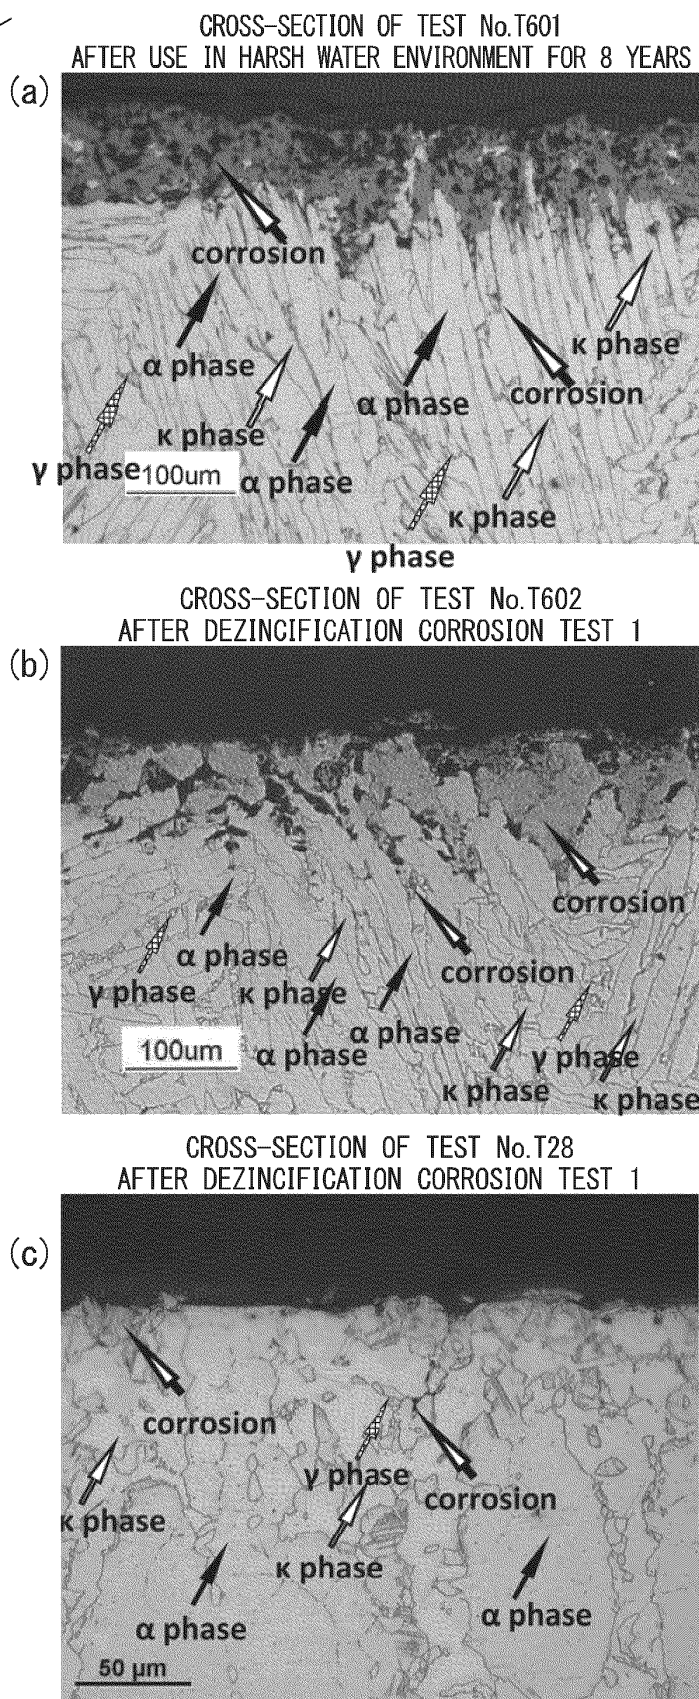 CROSS-SECTION OF TEST No.T601
AFTER USE IN HARSH WATER ENVIRONMENT FOR 8 YEARS
(a)
corrosion
α phase
κ phase
κ phase
α phase
corrosion
γ phase
100um
α phase
κ phase
γ phase
CROSS-SECTION OF TEST No.T602
AFTER DEZINCIFICATION CORROSION TEST 1
(b)
corrosion
α phase
corrosion
γ phase
κ phase
α phase
100um
α phase
γ phase
κ phase
κ phase
CROSS-SECTION OF TEST No.T28
AFTER DEZINCIFICATION CORROSION TEST 1
(c)
corrosion
γ phase
corrosion
κ phase
κ phase
α phase
α phase
50 µm